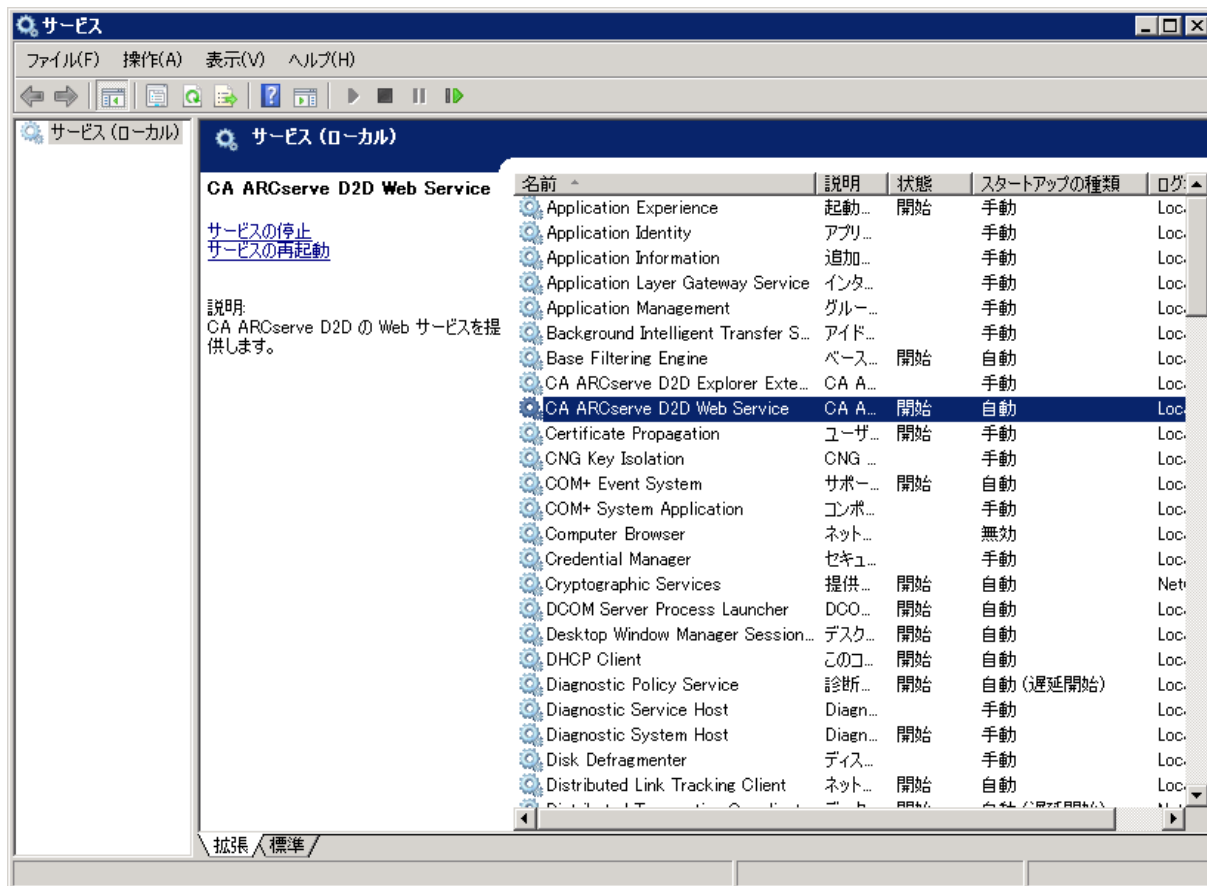 サービス
ファイル(F) 操作(A) 表示(V) ヘルプ(H)
サービス (ローカル)
サービス (ローカル)
CA ARCserve D2D Web Service
サービスの停止
サービスの再起動
説明:
CA ARCserve D2D の Web サービスを提
供します。
名前 説明 状態 スタートアップの種類 ログ
Application Experience 起動... 開始 手動 Loc
Application Identity アプリ... 手動 Loc
Application Information 追加... 手動 Loc
Application Layer Gateway Service インタ... 手動 Loc
Application Management グルー... 手動 Loc
Background Intelligent Transfer S... アイド... 手動 Loc
Base Filtering Engine ベース... 開始 自動 Loc
CA ARCserve D2D Explorer Exte... CA A... 手動 Loc
CA ARCserve D2D Web Service CA A... 開始 自動 Loc
Certificate Propagation ユーザ... 開始 手動 Loc
CNG Key Isolation CNG ... 手動 Loc
COM+ Event System サポー... 開始 自動 Loc
COM+ System Application コンポ... 手動 Loc
Computer Browser ネット... 無効 Loc
Credential Manager セキュ... 手動 Loc
Cryptographic Services 提供... 開始 自動 Net
DCOM Server Process Launcher DCO... 開始 自動 Loc
Desktop Window Manager Session... デスク... 開始 自動 Loc
DHCP Client このコ... 開始 自動 Loc
Diagnostic Policy Service 診断... 開始 自動 (遅延開始) Loc
Diagnostic Service Host Diagn... 手動 Loc
Diagnostic System Host Diagn... 開始 手動 Loc
Disk Defragmenter ディス... 手動 Loc
Distributed Link Tracking Client ネット... 開始 自動 Loc
拡張 標準